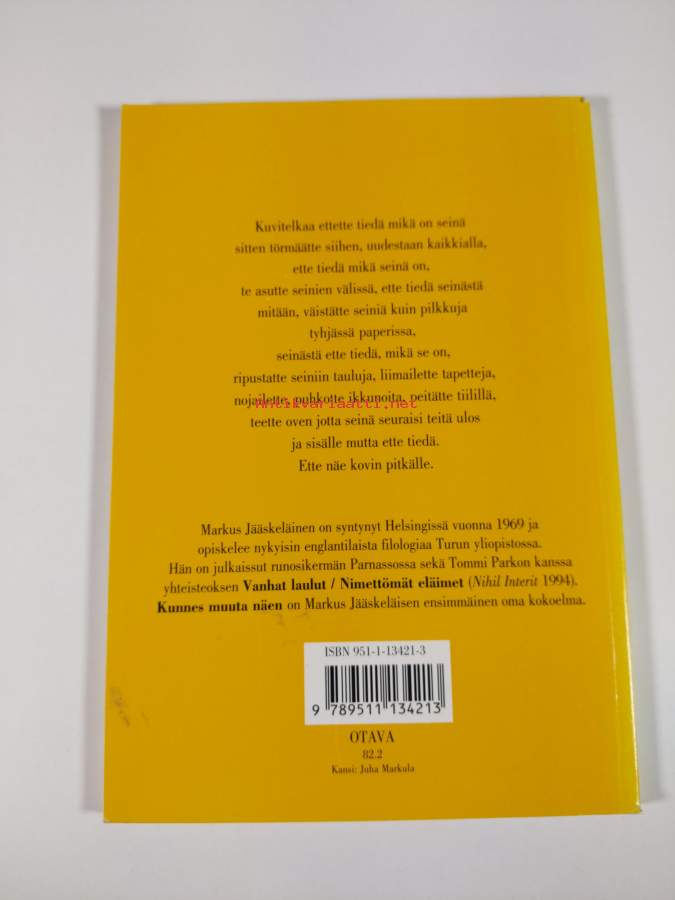 Kuvitelkaa ettette tiedä mikä on seinä
sitten törmäätte siihen, uudestaan kaikkialla,
ette tiedä mikä seinä on,
te asutte seinien välissä, ette tiedä seinästä
mitään, väistätte seiniä kuin pilkkuja
tyhjässä paperissa,
seinästä ette tiedä, mikä se on,
ripustatte seiniin tauluja, liimailette tapetteja,
nojailette, puhkotte ikkunoita, peitätte tiilillä,
Antikvariaatti.net
teette oven jotta seinä seuraisi teitä ulos
ja sisälle mutta ette tiedä.
Ette näe kovin pitkälle.
Markus Jääskeläinen on syntynyt Helsingissä vuonna 1969 ja
opiskelee nykyisin englantilaista filologiaa Turun yliopistossa.
Hän on julkaissut runosikermän Parnassossa sekä Tommi Parkon kanssa
yhteisteoksen Vanhat laulut / Nimettömät eläimet (Nihil Interit 1994).
Kunnes muuta näen on Markus Jääskeläisen ensimmäinen oma kokoelma.
ISBN 951-1-13421-3
9 789511 134213
OTAVA
82.2
Kansi: Juha Markula